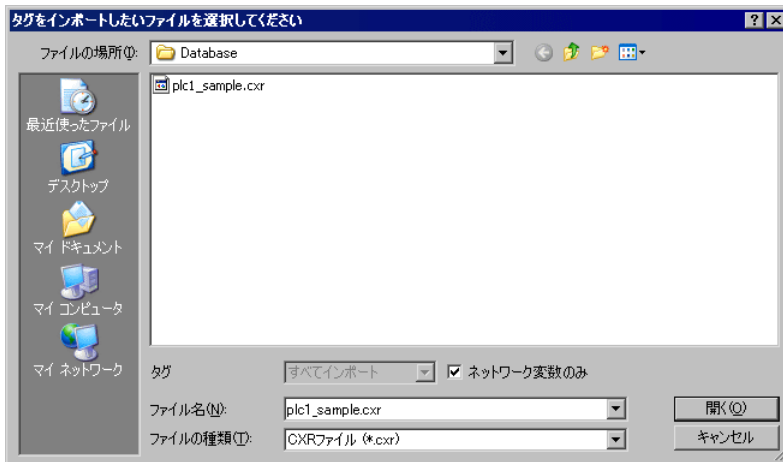 タグをインポートしたいファイルを選択してください
ファイルの場所(I): Database
plc1_sample.cxr
最近使ったファイル
デスクトップ
マイ ドキュメント
マイ コンピュータ
マイ ネットワーク
タグ すべてインポート ネットワーク変数のみ
ファイル名(N): plc1_sample.cxr 開く(O)
ファイルの種類(T): CXRファイル (*.cxr) キャンセル